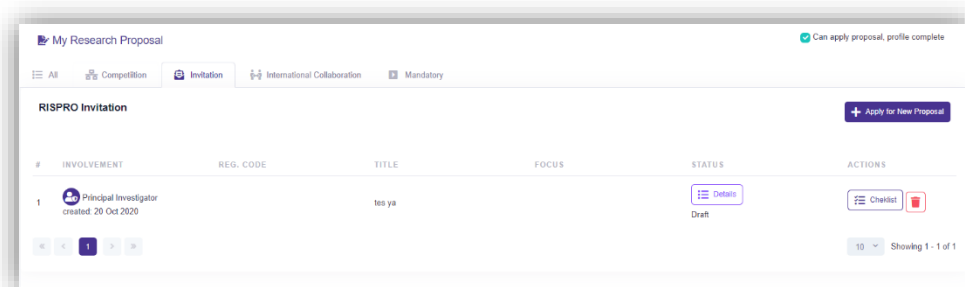 My Research Proposal
Can apply proposal, profile complete
All Competition Invitation International Collaboration Mandatory
RISPRO Invitation
Apply for New Proposal
# INVOLVEMENT REG. CODE TITLE FOCUS STATUS ACTIONS
1 Principal Investigator
created: 20 Oct 2020
tes ya
Details
Draft
Cheklist
« < 1 > »
10 Showing 1 - 1 of 1